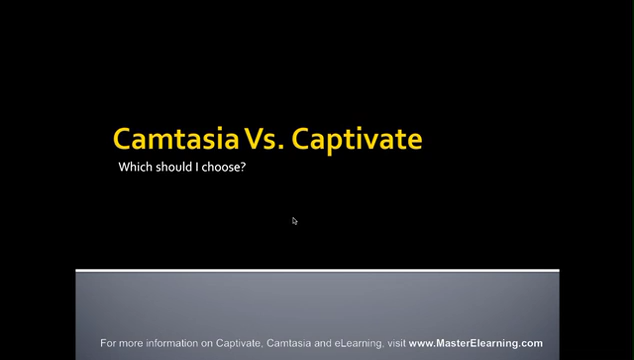 Camtasia Vs. Captivate
Which should I choose?
For more information on Captivate, Camtasia and eLearning, visit www.MasterElearning.com